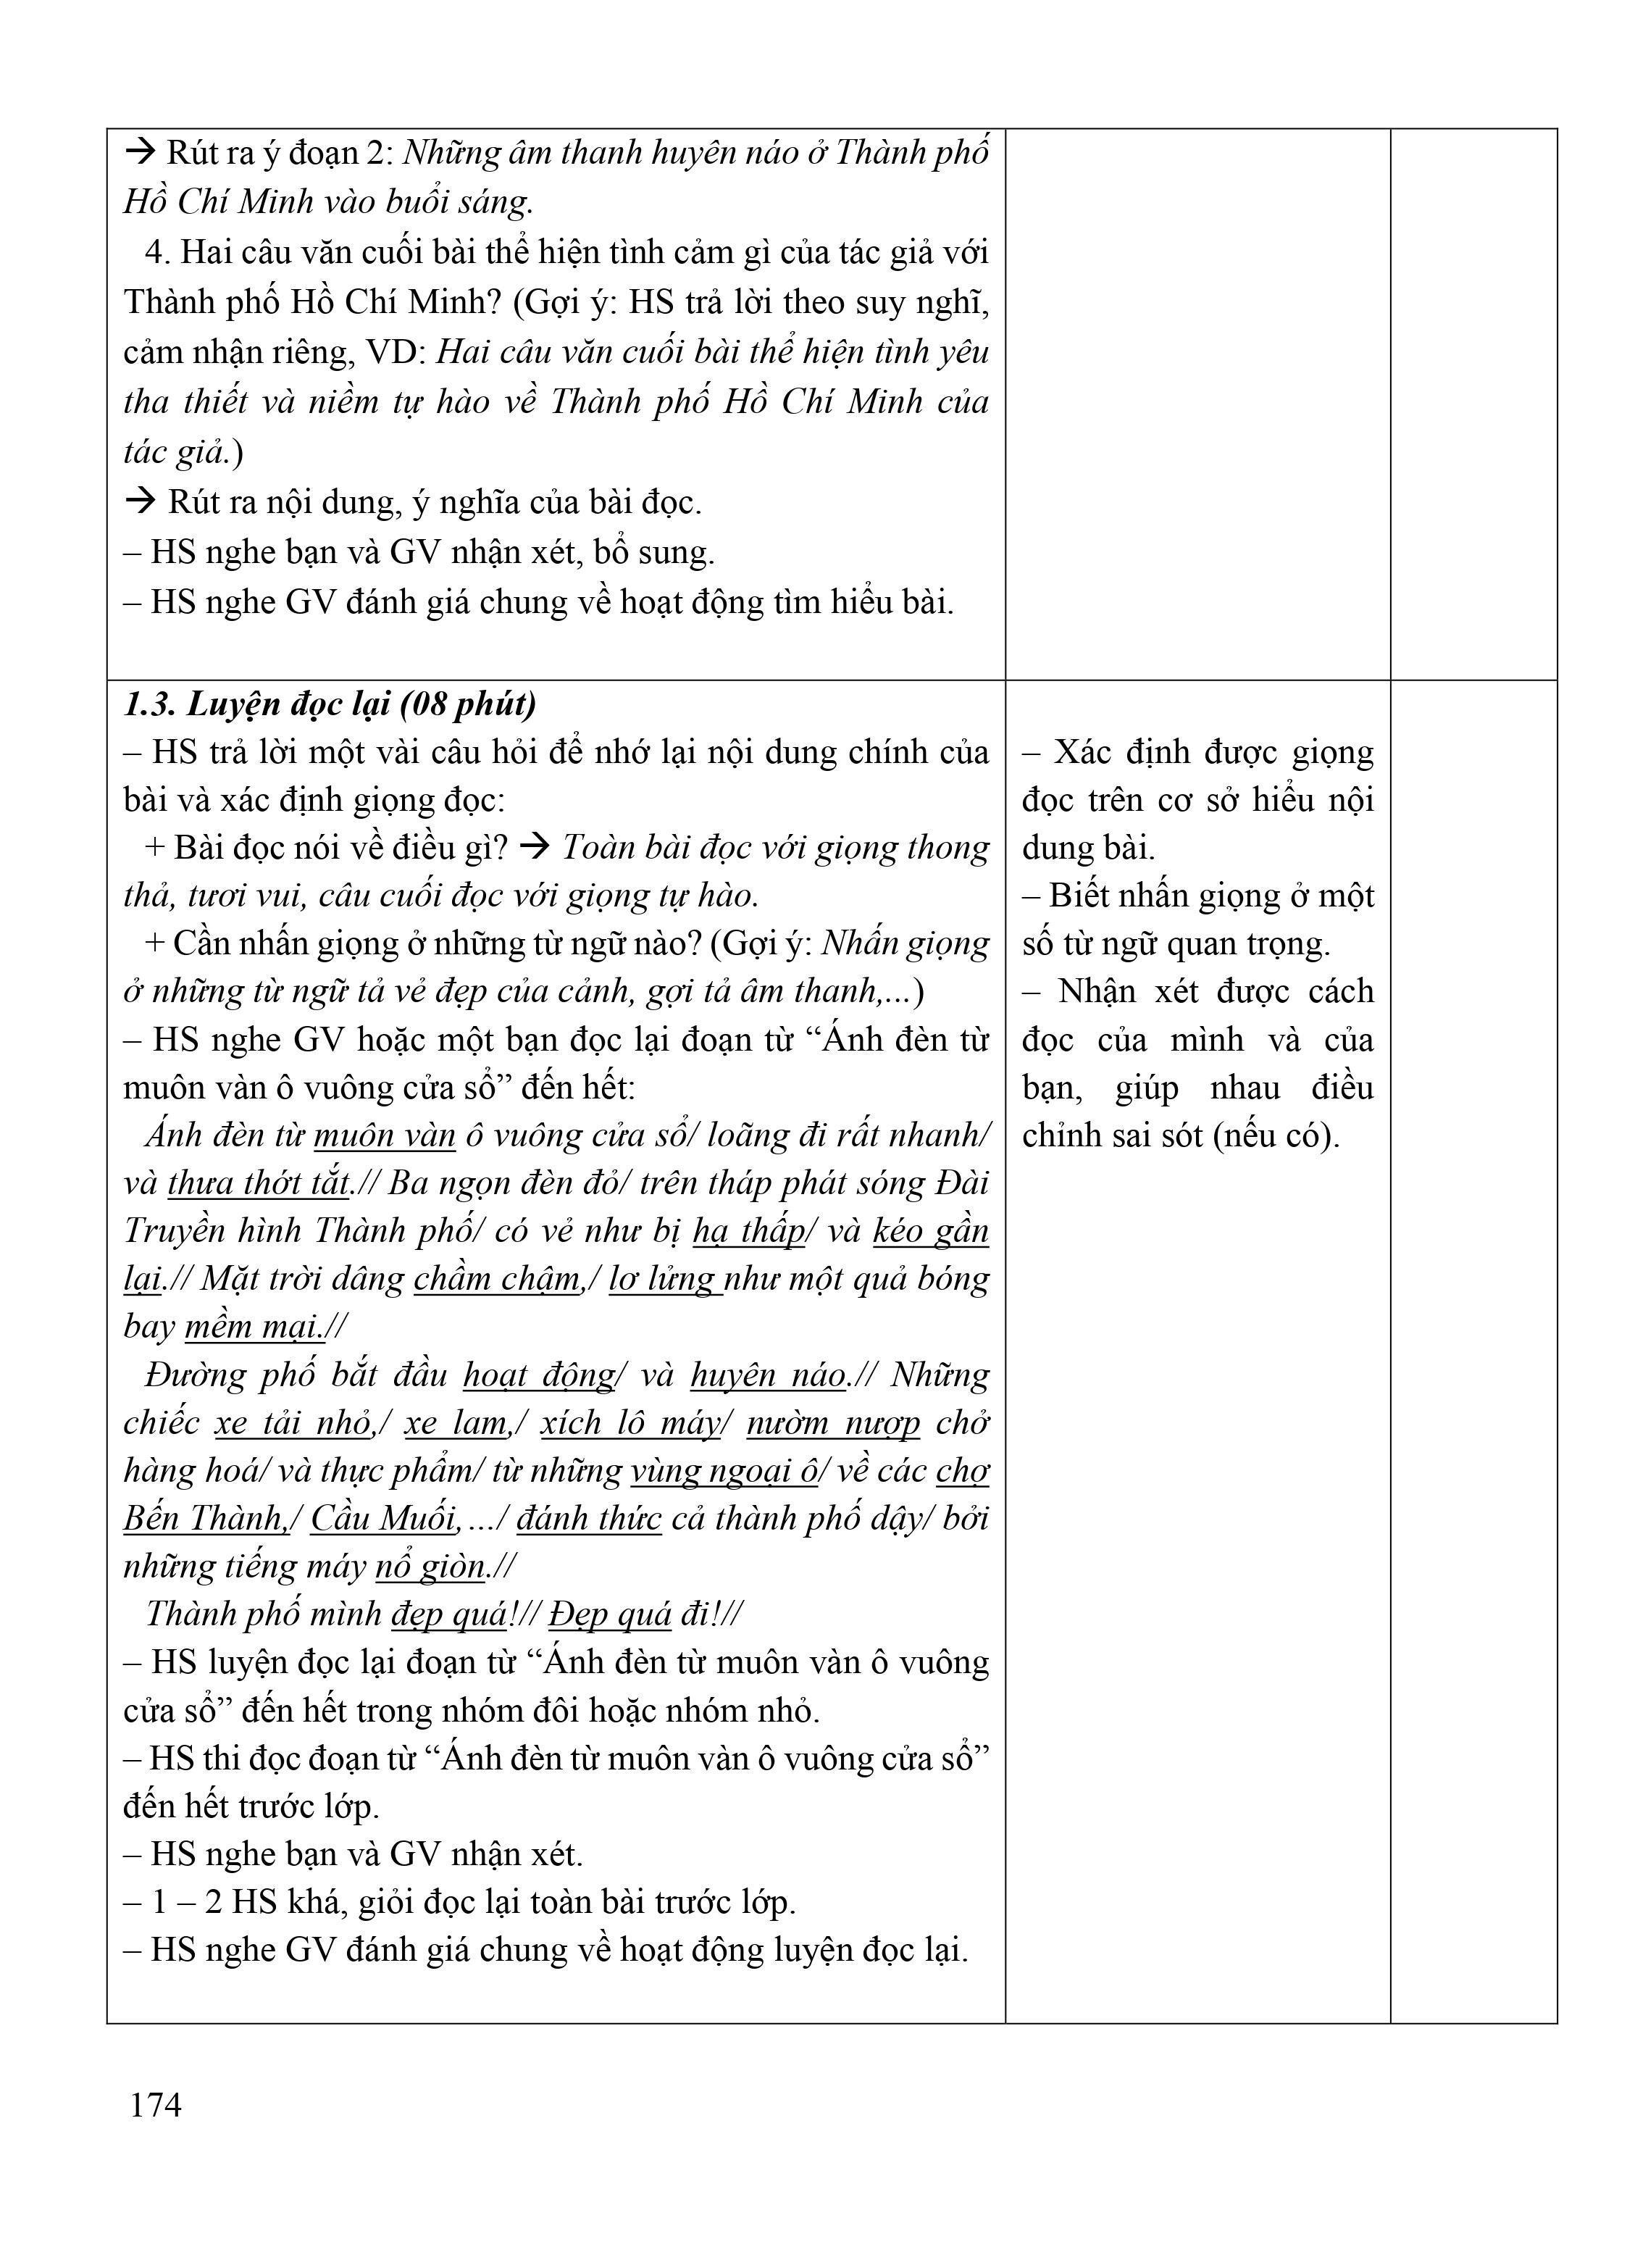 → Rút ra ý đoạn 2: Những âm thanh huyên náo ở Thành phố
Hồ Chí Minh vào buổi sáng.
4. Hai câu văn cuối bài thể hiện tình cảm gì của tác giả với
Thành phố Hồ Chí Minh? (Gợi ý: HS trả lời theo suy nghĩ,
cảm nhận riêng, VD: Hai câu văn cuối bài thể hiện tình yêu
tha thiết và niềm tự hào về Thành phố Hồ Chí Minh của
tác giả.)
→ Rút ra nội dung, ý nghĩa của bài đọc.
– HS nghe bạn và GV nhận xét, bổ sung.
– HS nghe GV đánh giá chung về hoạt động tìm hiểu bài.
1.3. Luyện đọc lại (08 phút)
– HS trả lời một vài câu hỏi để nhớ lại nội dung chính của
bài và xác định giọng đọc:
+ Bài đọc nói về điều gì? → Toàn bài đọc với giọng thong
thả, tươi vui, câu cuối đọc với giọng tự hào.
+ Cần nhấn giọng ở những từ ngữ nào? (Gợi ý: Nhấn giọng
ở những từ ngữ tả vẻ đẹp của cảnh, gợi tả âm thanh,...)
– HS nghe GV hoặc một bạn đọc lại đoạn từ “Ánh đèn từ
muôn vàn ô vuông cửa sổ” đến hết:
Ánh đèn từ muôn vàn ô vuông cửa sổ/ loãng đi rất nhanh/
và thưa thớt tắt.// Ba ngọn đèn đỏ/ trên tháp phát sóng Đài
Truyền hình Thành phố/ có vẻ như bị hạ thấp/ và kéo gần
lại.// Mặt trời dâng chầm chậm,/ lơ lửng như một quả bóng
bay mềm mại.//
Đường phố bắt đầu hoạt động/ và huyên náo.// Những
chiếc xe tải nhỏ,/ xe lam,/ xích lô máy/ nườm nượp chở
hàng hoá/ và thực phẩm/ từ những vùng ngoại ô/ về các chợ
Bến Thành,/ Cầu Muối,…/ đánh thức cả thành phố dậy/ bởi
những tiếng máy nổ giòn.//
Thành phố mình đẹp quá!// Đẹp quá đi!//
– HS luyện đọc lại đoạn từ “Ánh đèn từ muôn vàn ô vuông
cửa sổ” đến hết trong nhóm đôi hoặc nhóm nhỏ.
– HS thi đọc đoạn từ “Ánh đèn từ muôn vàn ô vuông cửa sổ”
đến hết trước lớp.
– HS nghe bạn và GV nhận xét.
– 1 – 2 HS khá, giỏi đọc lại toàn bài trước lớp.
– HS nghe GV đánh giá chung về hoạt động luyện đọc lại.
– Xác định được giọng
đọc trên cơ sở hiểu nội
dung bài.
– Biết nhấn giọng ở một
số từ ngữ quan trọng.
– Nhận xét được cách
đọc của mình và của
bạn, giúp nhau điều
chỉnh sai sót (nếu có).
174